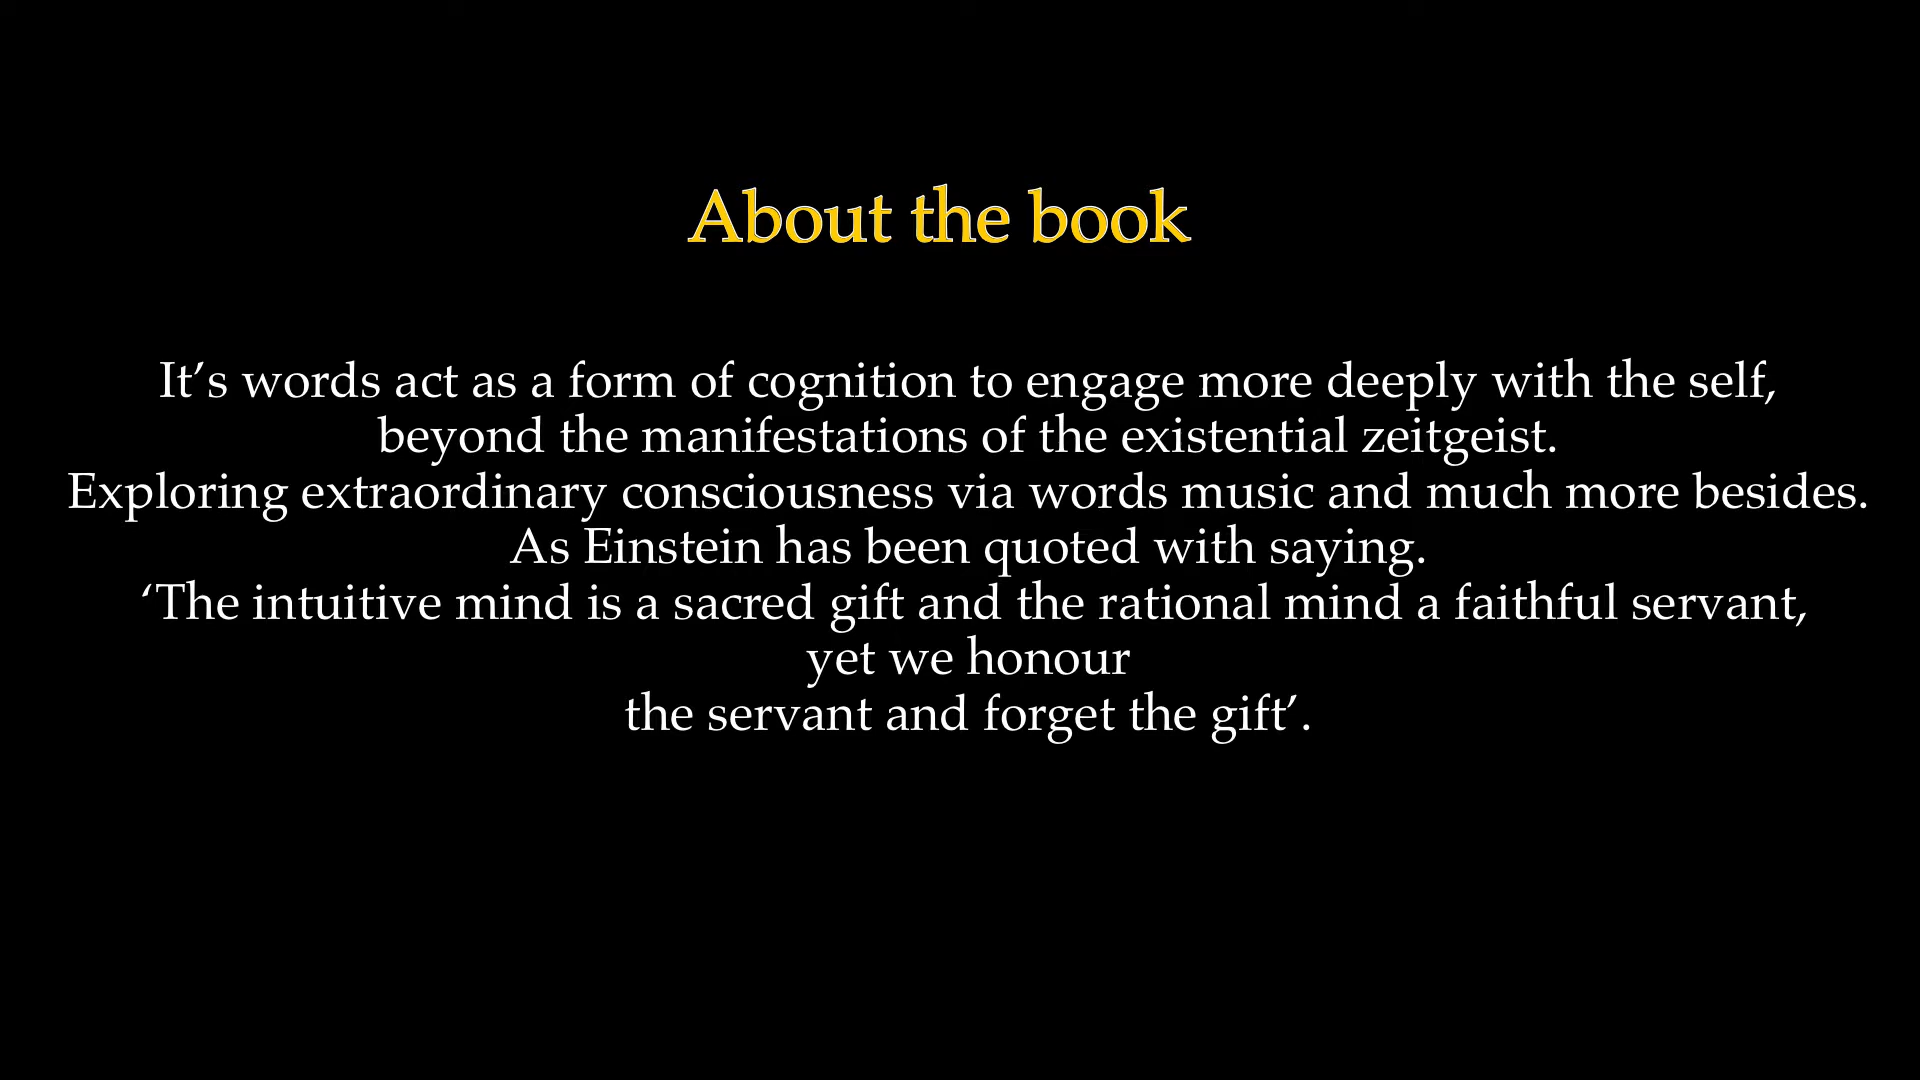 About the book
It’s words act as a form of cognition to engage more deeply with the self,
beyond the manifestations of the existential zeitgeist.
Exploring extraordinary consciousness via words music and much more besides.
As Einstein has been quoted with saying.
‘The intuitive mind is a sacred gift and the rational mind a faithful servant,
yet we honour
the servant and forget the gift’.